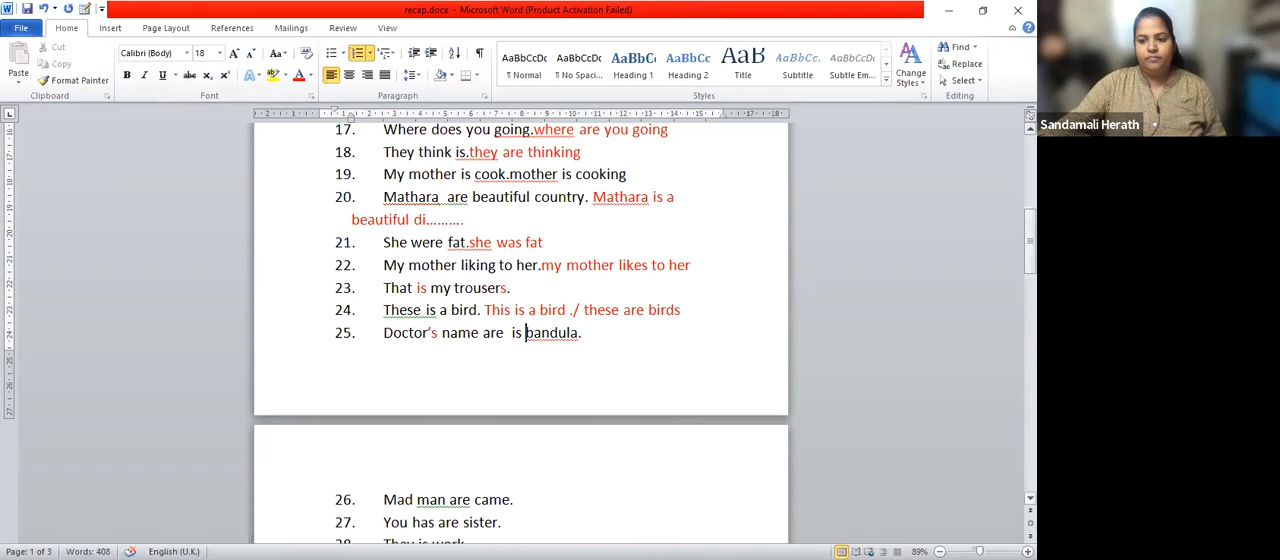 recap.docx - Microsoft Word (Product Activation Failed)
File Home Insert Page Layout References Mailings Review View
Paste Cut Copy Format Painter Clipboard
Calibri (Body) 18 Font
Paragraph
AaBbCcDc ¶ Normal AaBbCcDc ¶ No Spaci... AaBbC Heading 1 AaBbCc Heading 2 AaB Title AaBbCc. Subtitle AaBbCcDc Subtle Em... Styles
Change Styles
Find Replace Select Editing
Sandamali Herath
17. Where does you going.where are you going
18. They think is.they are thinking
19. My mother is cook.mother is cooking
20. Mathara are beautiful country. Mathara is a
beautiful di..........
21. She were fat.she was fat
22. My mother liking to her.my mother likes to her
23. That is my trousers.
24. These is a bird. This is a bird ./ these are birds
25. Doctor's name are is bandula.
26. Mad man are came.
27. You has are sister.
28. They is work.
Page: 1 of 3 Words: 408 English (U.K.) 89%